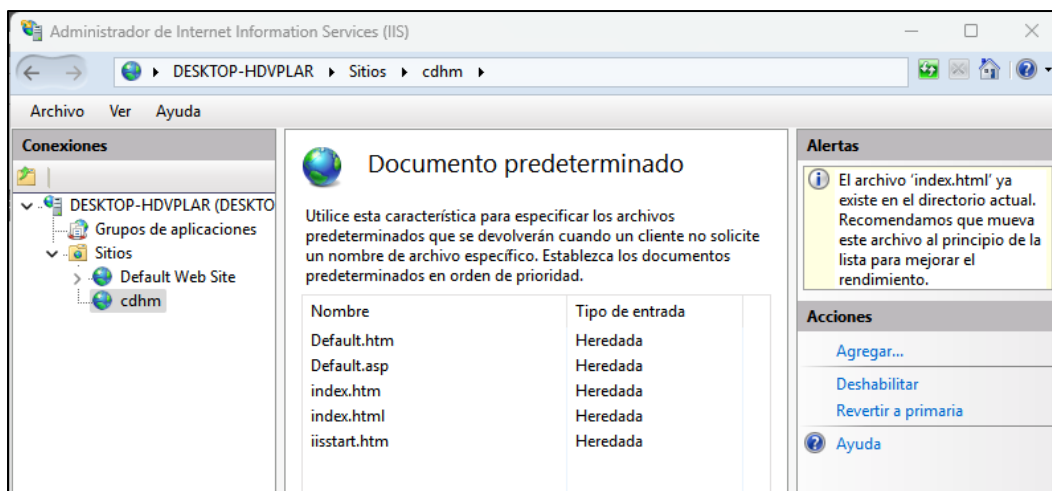 Administrador de Internet Information Services (IIS)
DESKTOP-HDVPLAR Sitios cdhm
Archivo Ver Ayuda
Conexiones
DESKTOP-HDVPLAR (DESKTO
Grupos de aplicaciones
Sitios
Default Web Site
cdhm
Documento predeterminado
Utilice esta característica para especificar los archivos
predeterminados que se devolverán cuando un cliente no solicite
un nombre de archivo específico. Establezca los documentos
predeterminados en orden de prioridad.
Nombre Tipo de entrada
Default.htm Heredada
Default.asp Heredada
index.htm Heredada
index.html Heredada
iisstart.htm Heredada
Alertas
El archivo 'index.html' ya
existe en el directorio actual.
Recomendamos que mueva
este archivo al principio de la
lista para mejorar el
rendimiento.
Acciones
Agregar...
Deshabilitar
Revertir a primaria
Ayuda